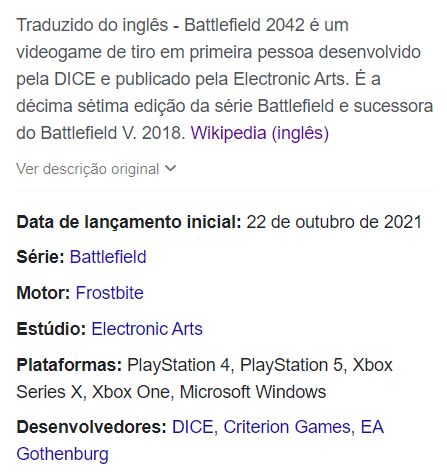 Traduzido do inglês - Battlefield 2042 é um
videogame de tiro em primeira pessoa desenvolvido
pela DICE e publicado pela Electronic Arts. É a
décima sétima edição da série Battlefield e sucessora
do Battlefield V. 2018. Wikipedia (inglês)
Ver descrição original
Data de lançamento inicial: 22 de outubro de 2021
Série: Battlefield
Motor: Frostbite
Estúdio: Electronic Arts
Plataformas: PlayStation 4, PlayStation 5, Xbox
Series X, Xbox One, Microsoft Windows
Desenvolvedores: DICE, Criterion Games, EA
Gothenburg